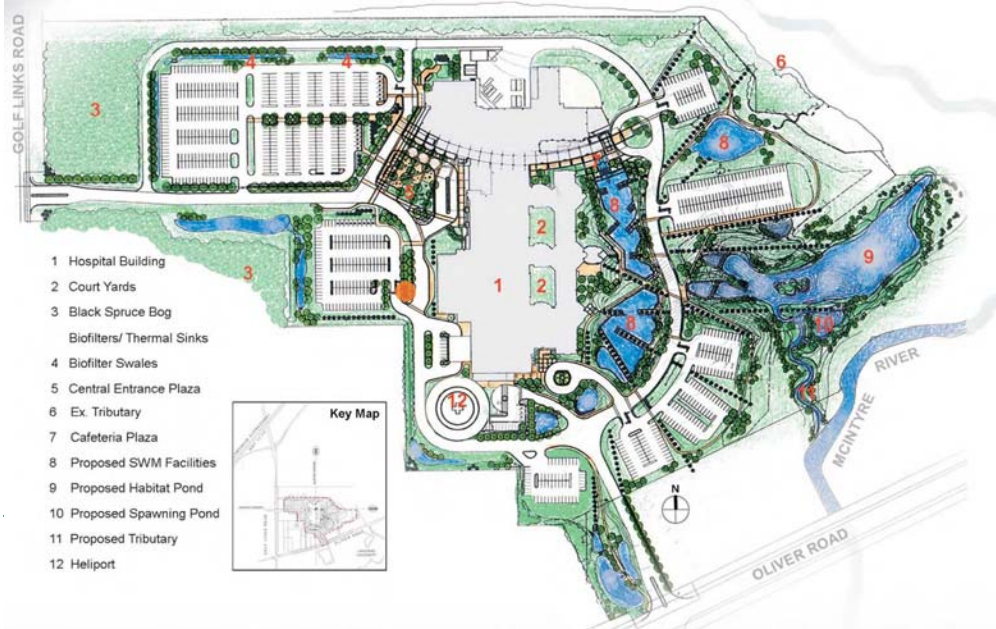 GOLF LINKS ROAD
3
4
4
6
8
5
7
8
2
1
2
9
3
8
10
11
12
RIVER
MCINTYRE
N
OLIVER ROAD
1 Hospital Building
2 Court Yards
3 Black Spruce Bog
Biofilters/ Thermal Sinks
4 Biofilter Swales
5 Central Entrance Plaza
6 Ex. Tributary
7 Cafeteria Plaza
8 Proposed SWM Facilities
9 Proposed Habitat Pond
10 Proposed Spawning Pond
11 Proposed Tributary
12 Heliport
Key Map